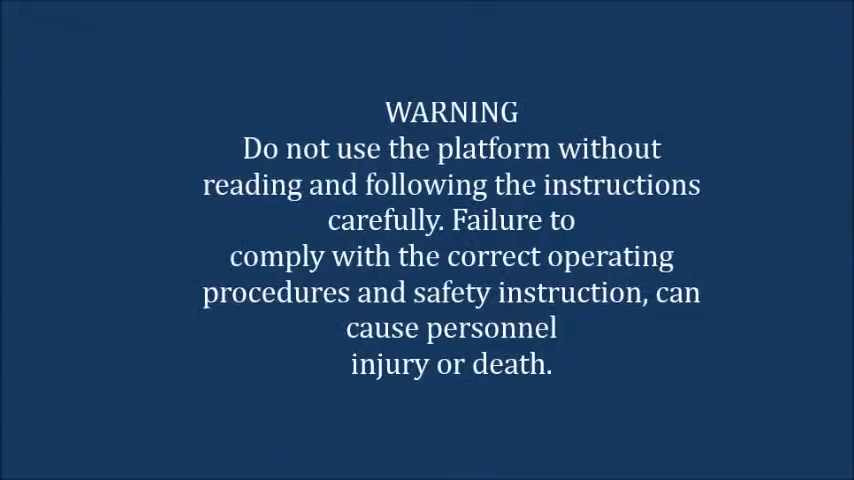 WARNING
Do not use the platform without
reading and following the instructions
carefully. Failure to
comply with the correct operating
procedures and safety instruction, can
cause personnel
injury or death.